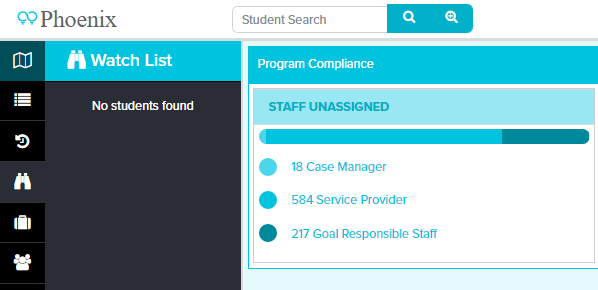 Phoenix
Student Search
Watch List
No students found
Program Compliance
STAFF UNASSIGNED
18 Case Manager
584 Service Provider
217 Goal Responsible Staff